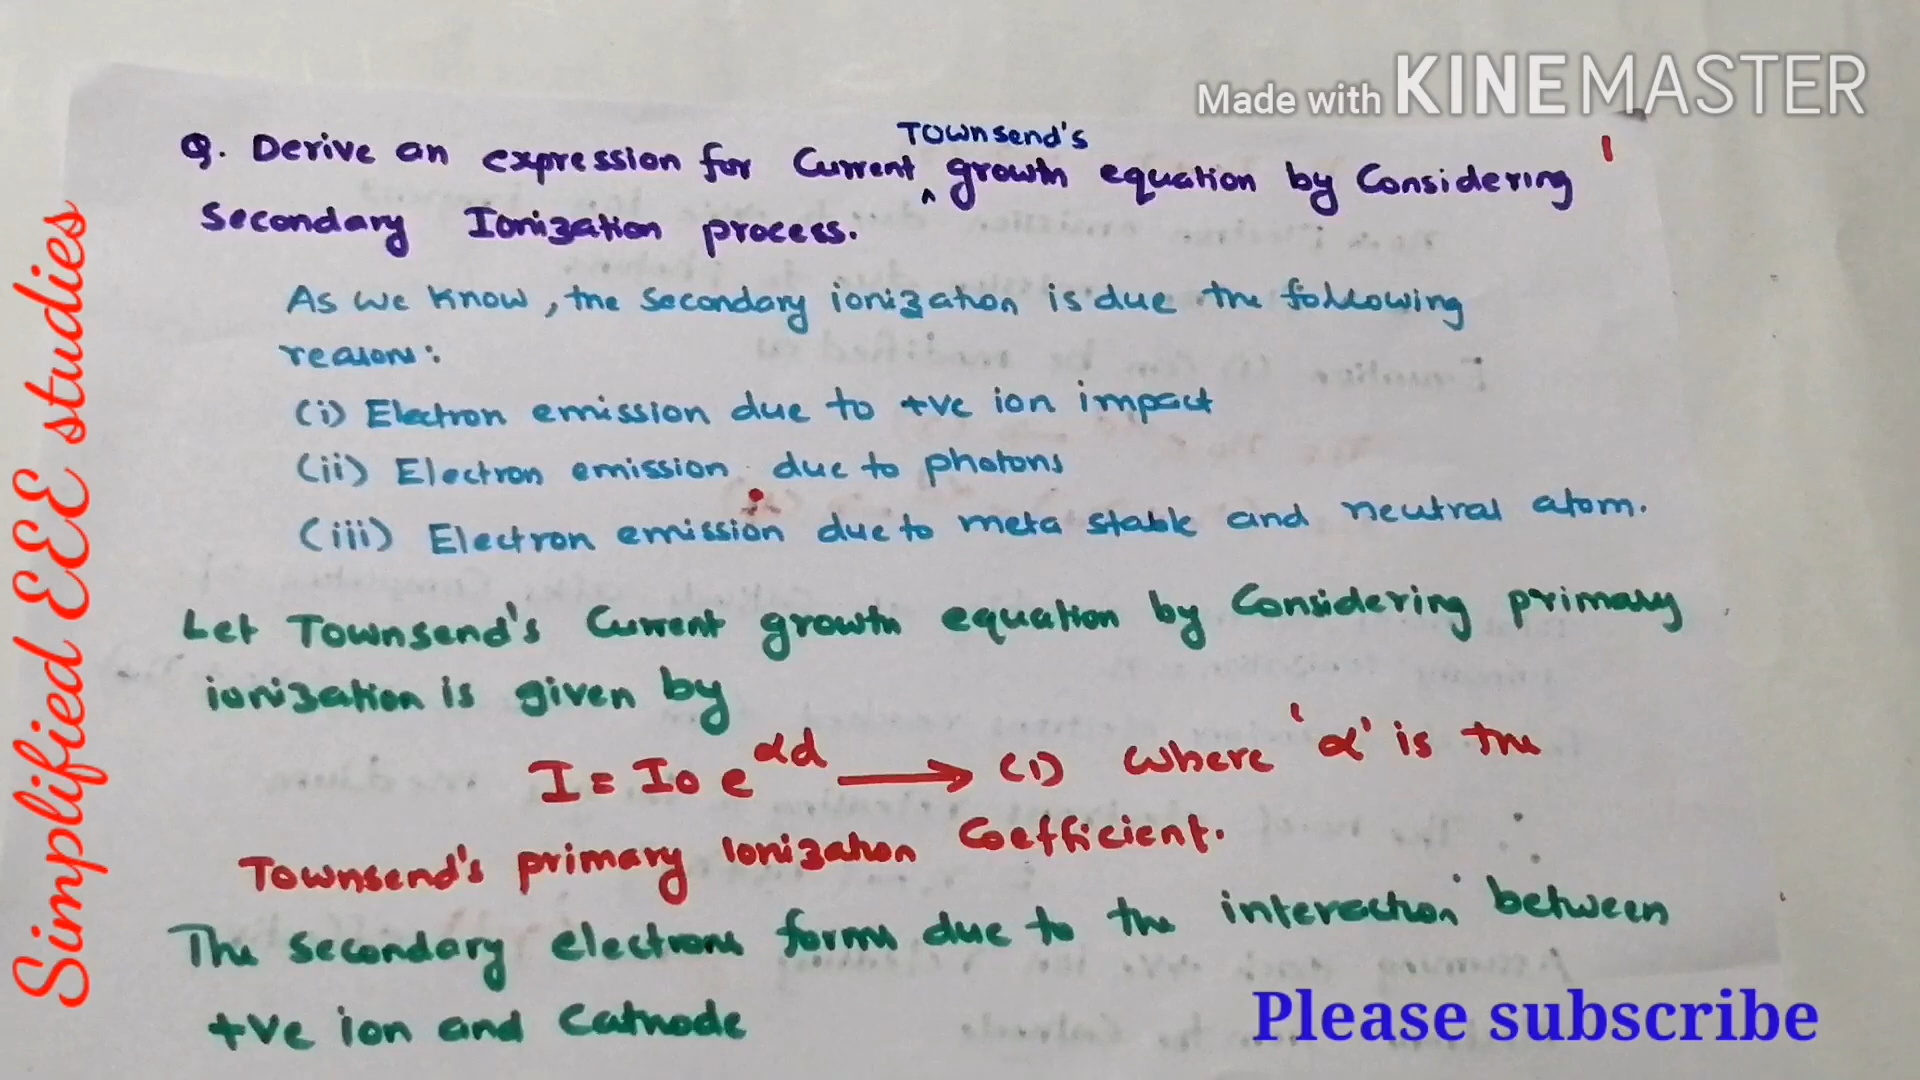 Made with KINEMASTER
Townsend's
Q. Derive an expression for Current ^ growth equation by Considering
Secondary Ionization process.
1
As we know, the secondary ionization is due the following
reasons:
(i) Electron emission due to +ve ion impact
(ii) Electron emission due to photons
(iii) Electron emission due to meta stable and neutral atom.
Let Townsend's Current growth equation by Considering primary
ionization is given by
I = I0 e^αd → (1) where 'α' is the
Townsend's primary Ionization Coefficient.
The secondary electrons forms due to the interaction between
+ve ion and Cathode
Simplified EEE studies
Please subscribe